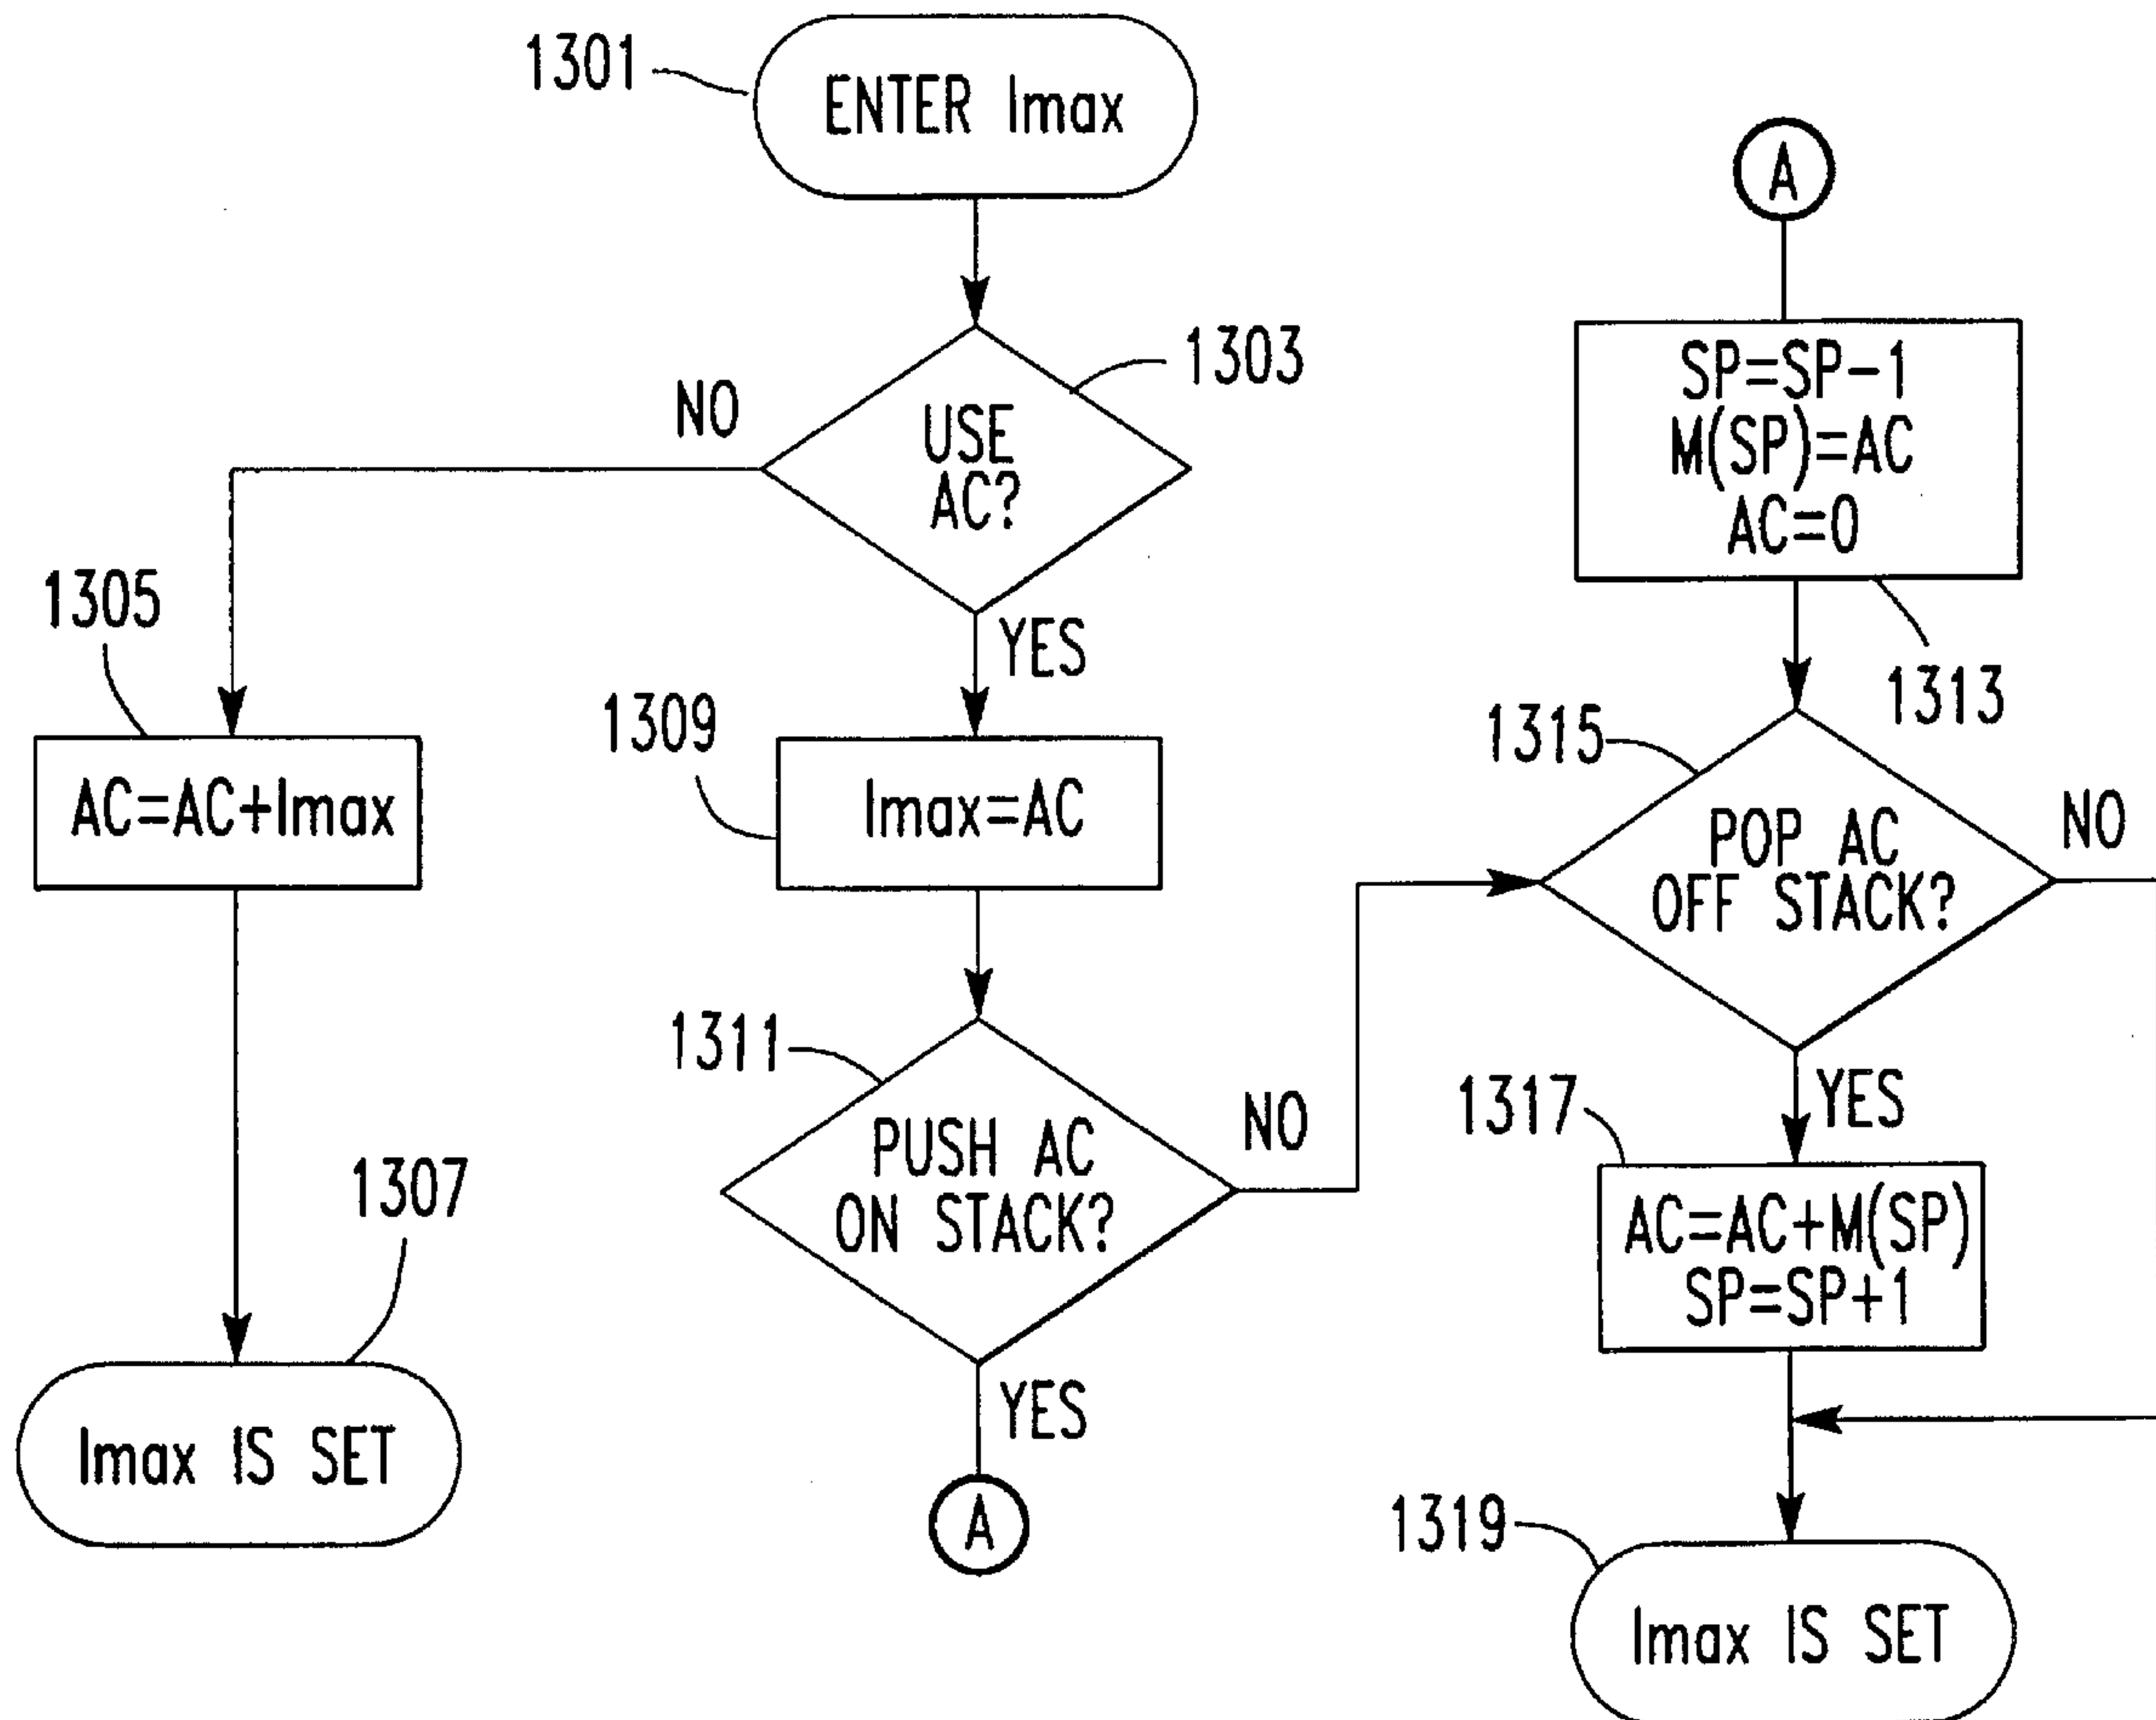 1301
ENTER Imax
1303
USE
AC?
NO
YES
1305
AC=AC+Imax
1307
Imax IS SET
1309
Imax=AC
1311
PUSH AC
ON STACK?
NO
YES
A
A
SP=SP-1
M(SP)=AC
AC=0
1313
1315
POP AC
OFF STACK?
NO
YES
1317
AC=AC+M(SP)
SP=SP+1
1319
Imax IS SET